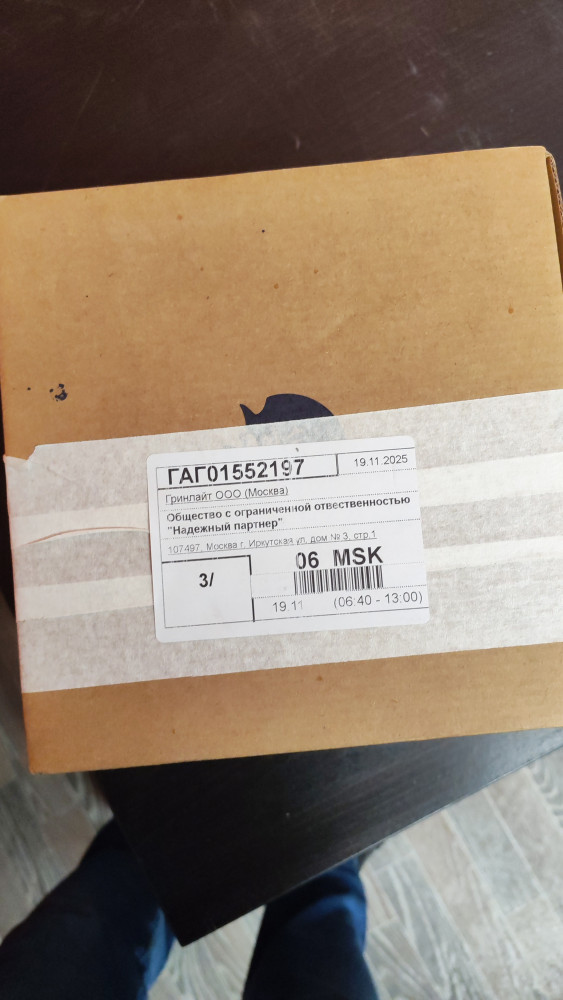 ГАГ01552197
19.11.2025
Гринлайт ООО (Москва)
Общество с ограниченной отвественностью
"Надежный партнер"
107497, Москва г, Иркутская ул, дом № 3, стр.1
3/
06 MSK
19.11 (06:40 - 13:00)